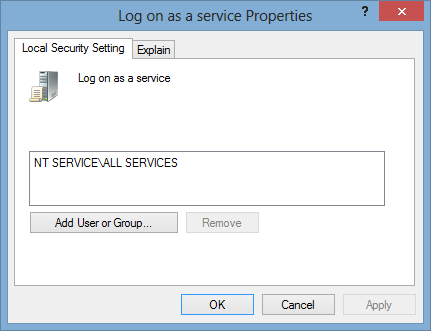 Log on as a service Properties
?
Local Security Setting
Explain
Log on as a service
NT SERVICE\ALL SERVICES
Add User or Group...
Remove
OK
Cancel
Apply